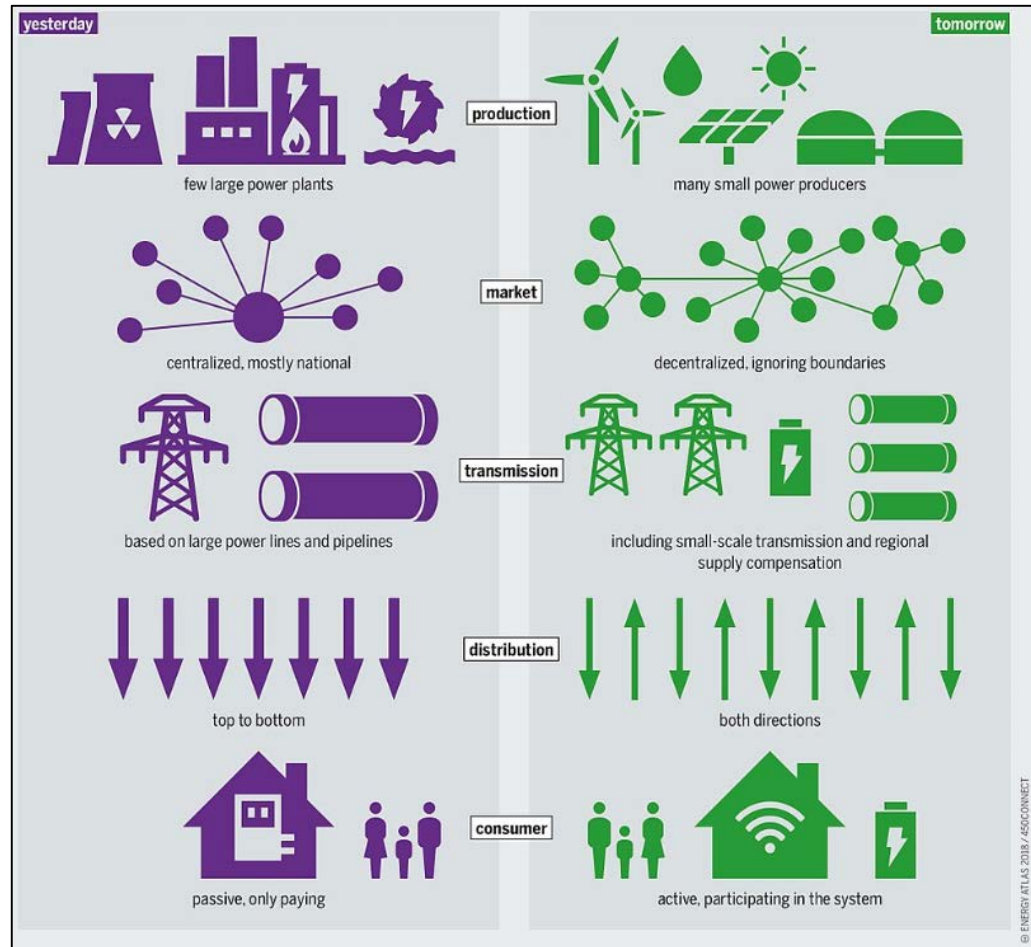 yesterday
tomorrow
production
few large power plants
many small power producers
market
centralized, mostly national
decentralized, ignoring boundaries
transmission
based on large power lines and pipelines
including small-scale transmission and regional
supply compensation
distribution
top to bottom
both directions
consumer
passive, only paying
active, participating in the system
© ENERGY ATLAS 2018 / 450CONNECT